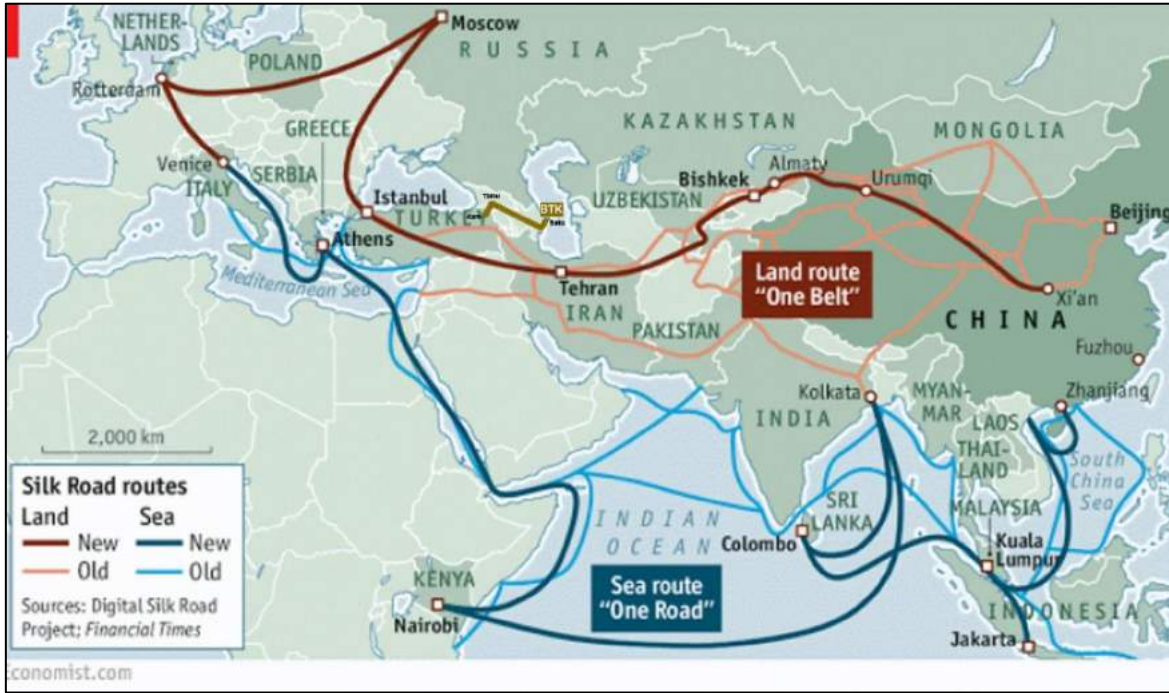 NETHER-
LANDS
Moscow
RUSSIA
POLAND
Rotterdam
KAZAKHSTAN
MONGOLIA
GREECE
Venice
ITALY
SERBIA
Almaty
Bishkek
Urumqi
UZBEKISTAN
Istanbul
TURKE
BTK
Beijing
Athens
Land route
"One Belt"
Mediterranean Sea
Tehran
IRAN
Xi'an
PAKISTAN
CHINA
Fuzhou
Kolkata
Zhanjiang
INDIA
MYAN-
MAR
LAOS
THAI-
LAND
South
China
Sea
2,000 km
Silk Road routes
Land Sea
New New
Old Old
Sources: Digital Silk Road
Project; Financial Times
SRI
LANKA
MALAYSIA
INDIAN
OCEAN
Colombo
Kuala
Lumpur
KENYA
Sea route
"One Road"
Nairobi
INDONESIA
Jakarta
Economist.com